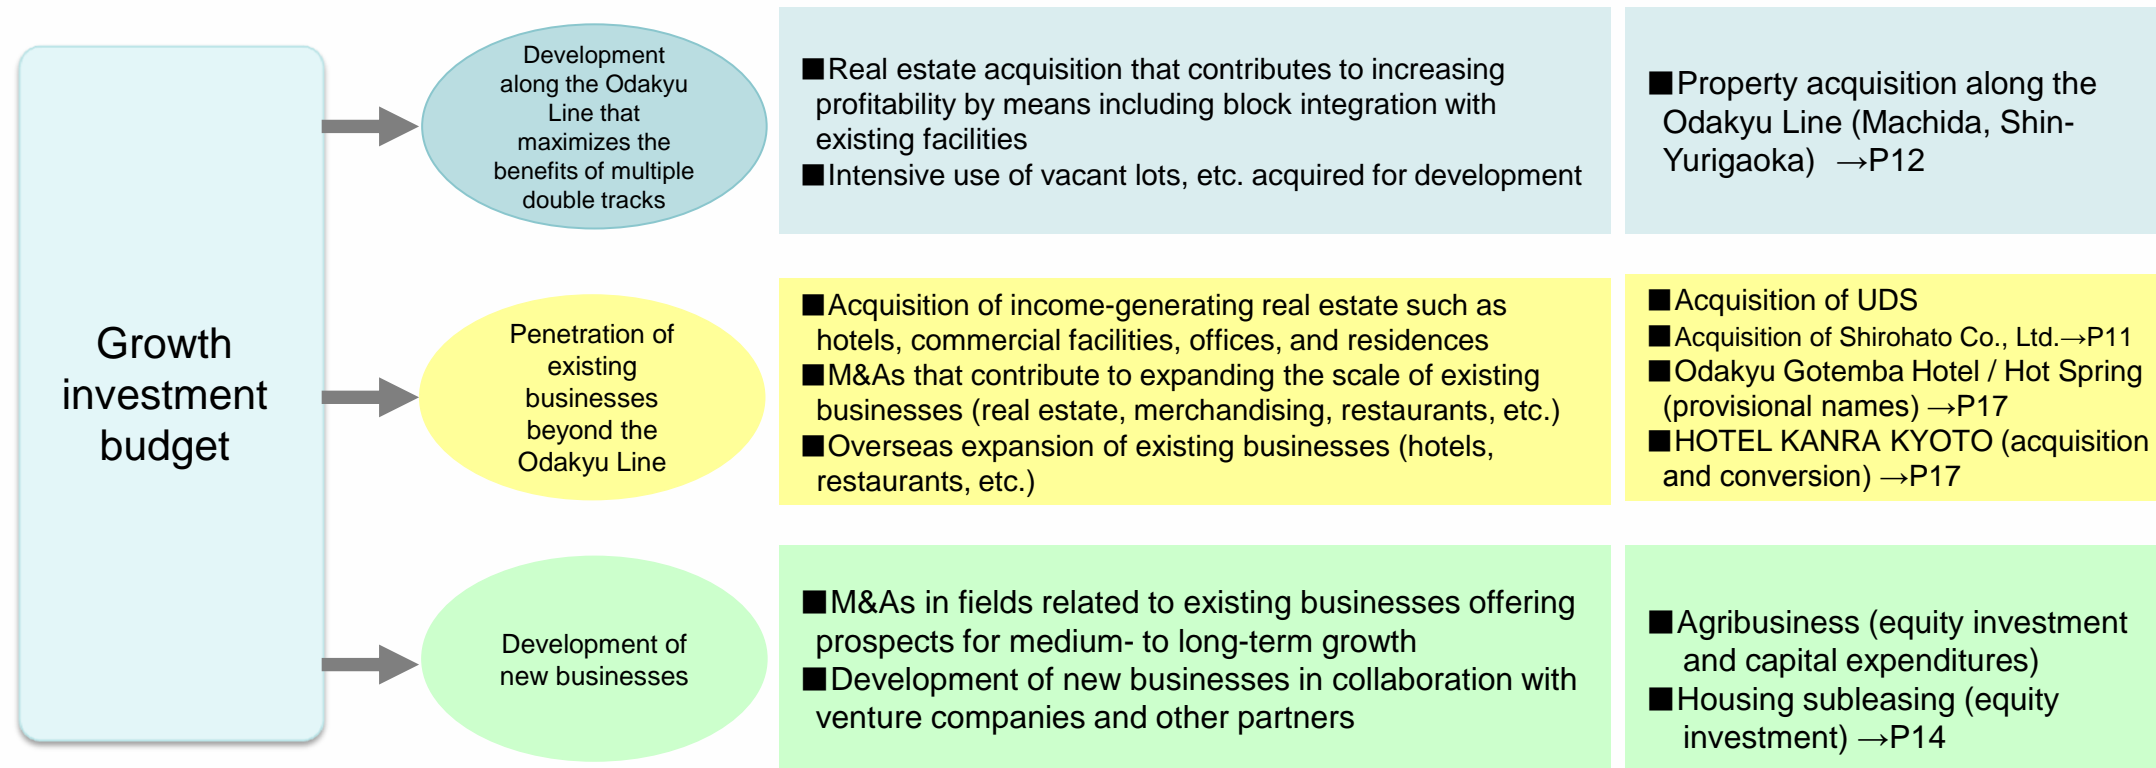 Growth
investment
budget
Development
along the Odakyu
Line that
maximizes the
benefits of multiple
double tracks
■Real estate acquisition that contributes to increasing
profitability by means including block integration with
existing facilities
■Intensive use of vacant lots, etc. acquired for development
■Property acquisition along the
Odakyu Line (Machida, Shin-
Yurigaoka) →P12
Penetration of
existing
businesses
beyond the
Odakyu Line
■Acquisition of income-generating real estate such as
hotels, commercial facilities, offices, and residences
■M&As that contribute to expanding the scale of existing
businesses (real estate, merchandising, restaurants, etc.)
■Overseas expansion of existing businesses (hotels,
restaurants, etc.)
■Acquisition of UDS
■Acquisition of Shirohato Co., Ltd.→P11
■Odakyu Gotemba Hotel / Hot Spring
(provisional names) →P17
■HOTEL KANRA KYOTO (acquisition
and conversion) →P17
Development of
new businesses
■M&As in fields related to existing businesses offering
prospects for medium- to long-term growth
■Development of new businesses in collaboration with
venture companies and other partners
■Agribusiness (equity investment
and capital expenditures)
■Housing subleasing (equity
investment) →P14